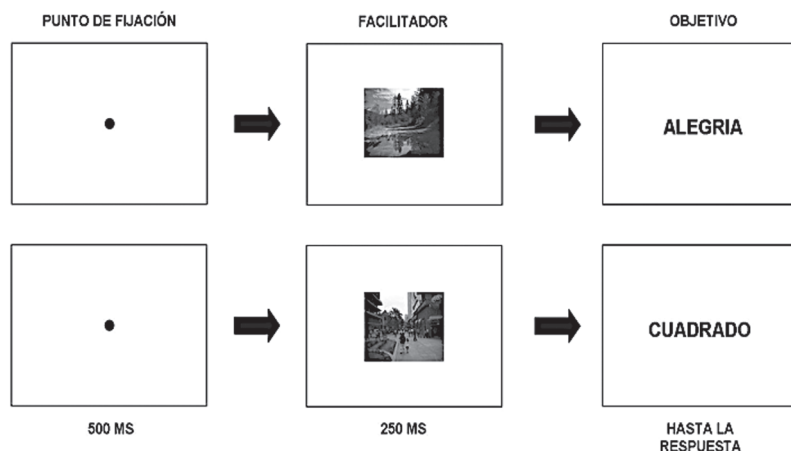 PUNTO DE FIJACIÓN
FACILITADOR
OBJETIVO
ALEGRIA
CUADRADO
500 MS
250 MS
HASTA LA
RESPUESTA